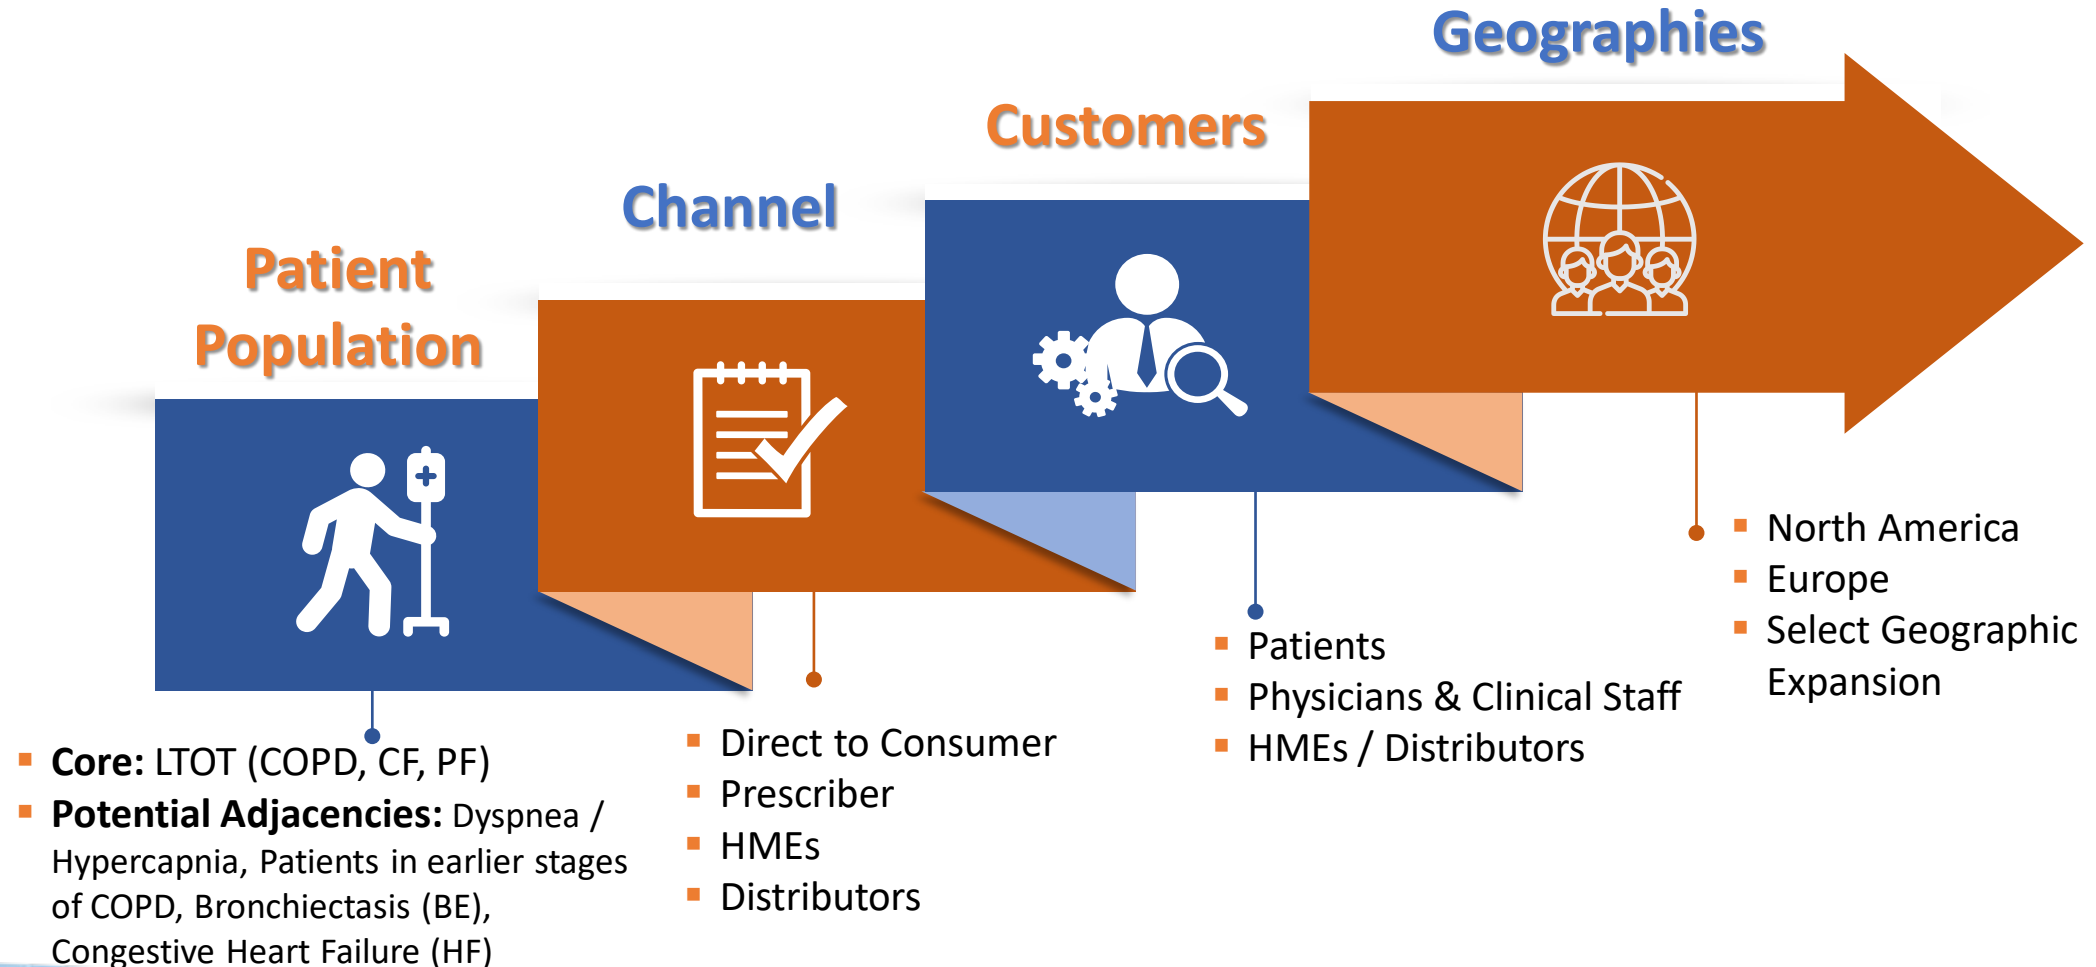 Patient
Population
Core: LTOT (COPD, CF, PF)
Potential Adjacencies: Dyspnea /
Hypercapnia, Patients in earlier stages
of COPD, Bronchiectasis (BE),
Congestive Heart Failure (HF)
Channel
Direct to Consumer
Prescriber
HMEs
Distributors
Customers
Patients
Physicians & Clinical Staff
HMEs / Distributors
Geographies
North America
Europe
Select Geographic
Expansion